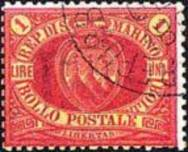 1 REP. DI S. MARINO 1
LIRE UNA
BOLLO POSTALE
LIBERTAS